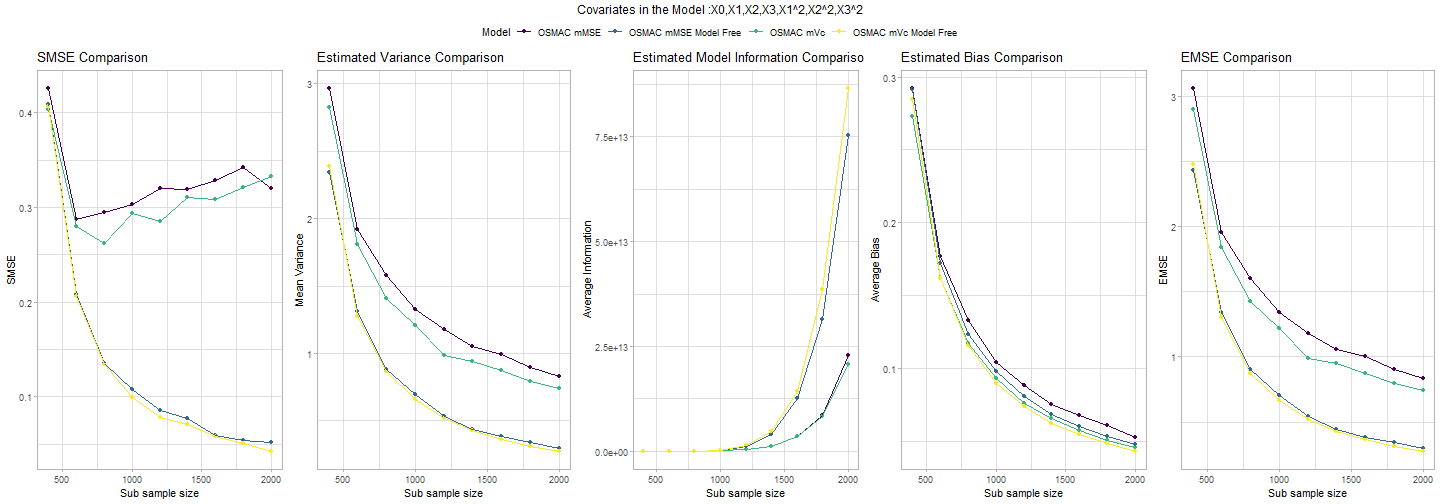 Covariates in the Model :X0,X1,X2,X3,X1^2,X2^2,X3^2
Model OSMAC mMSE OSMAC mMSE Model Free OSMAC mVc OSMAC mVc Model Free
SMSE Comparison
SMSE
0.4
0.3
0.2
0.1
500 1000 1500 2000
Sub sample size
Estimated Variance Comparison
Mean Variance
3
2
1
500 1000 1500 2000
Sub sample size
Estimated Model Information Compariso
Average Information
7.5e+13
5.0e+13
2.5e+13
0.0e+00
500 1000 1500 2000
Sub sample size
Estimated Bias Comparison
Average Bias
0.3
0.2
0.1
500 1000 1500 2000
Sub sample size
EMSE Comparison
EMSE
3
2
1
500 1000 1500 2000
Sub sample size